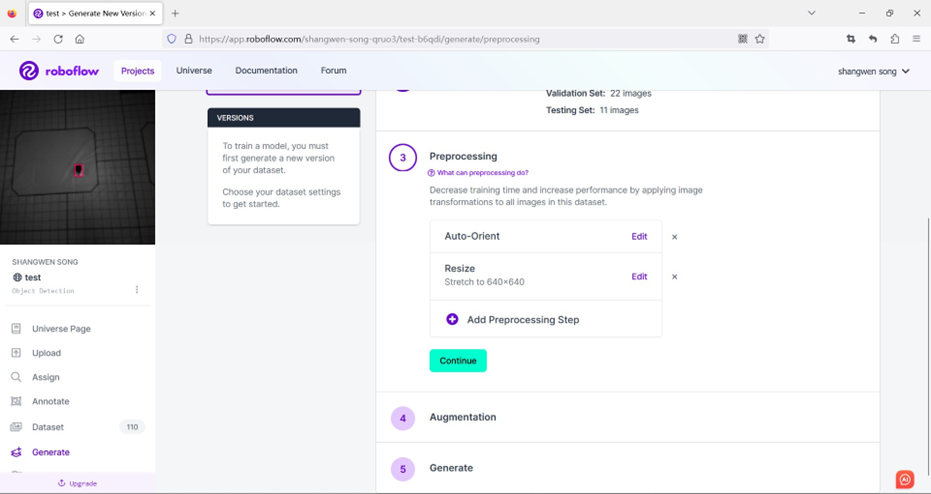 test > Generate New Version
https://app.roboflow.com/shangwen-song-qruo3/test-b6qdi/generate/preprocessing
roboflow
Projects
Universe
Documentation
Forum
shangwen song
SHANGWEN SONG
test
Object Detection
Universe Page
Upload
Assign
Annotate
Dataset
110
Generate
Upgrade
VERSIONS
To train a model, you must
first generate a new version
of your dataset.
Choose your dataset settings
to get started.
Validation Set: 22 images
Testing Set: 11 images
3
Preprocessing
What can preprocessing do?
Decrease training time and increase performance by applying image
transformations to all images in this dataset.
Auto-Orient
Edit
×
Resize
Stretch to 640×640
Edit
×
Add Preprocessing Step
Continue
4
Augmentation
5
Generate